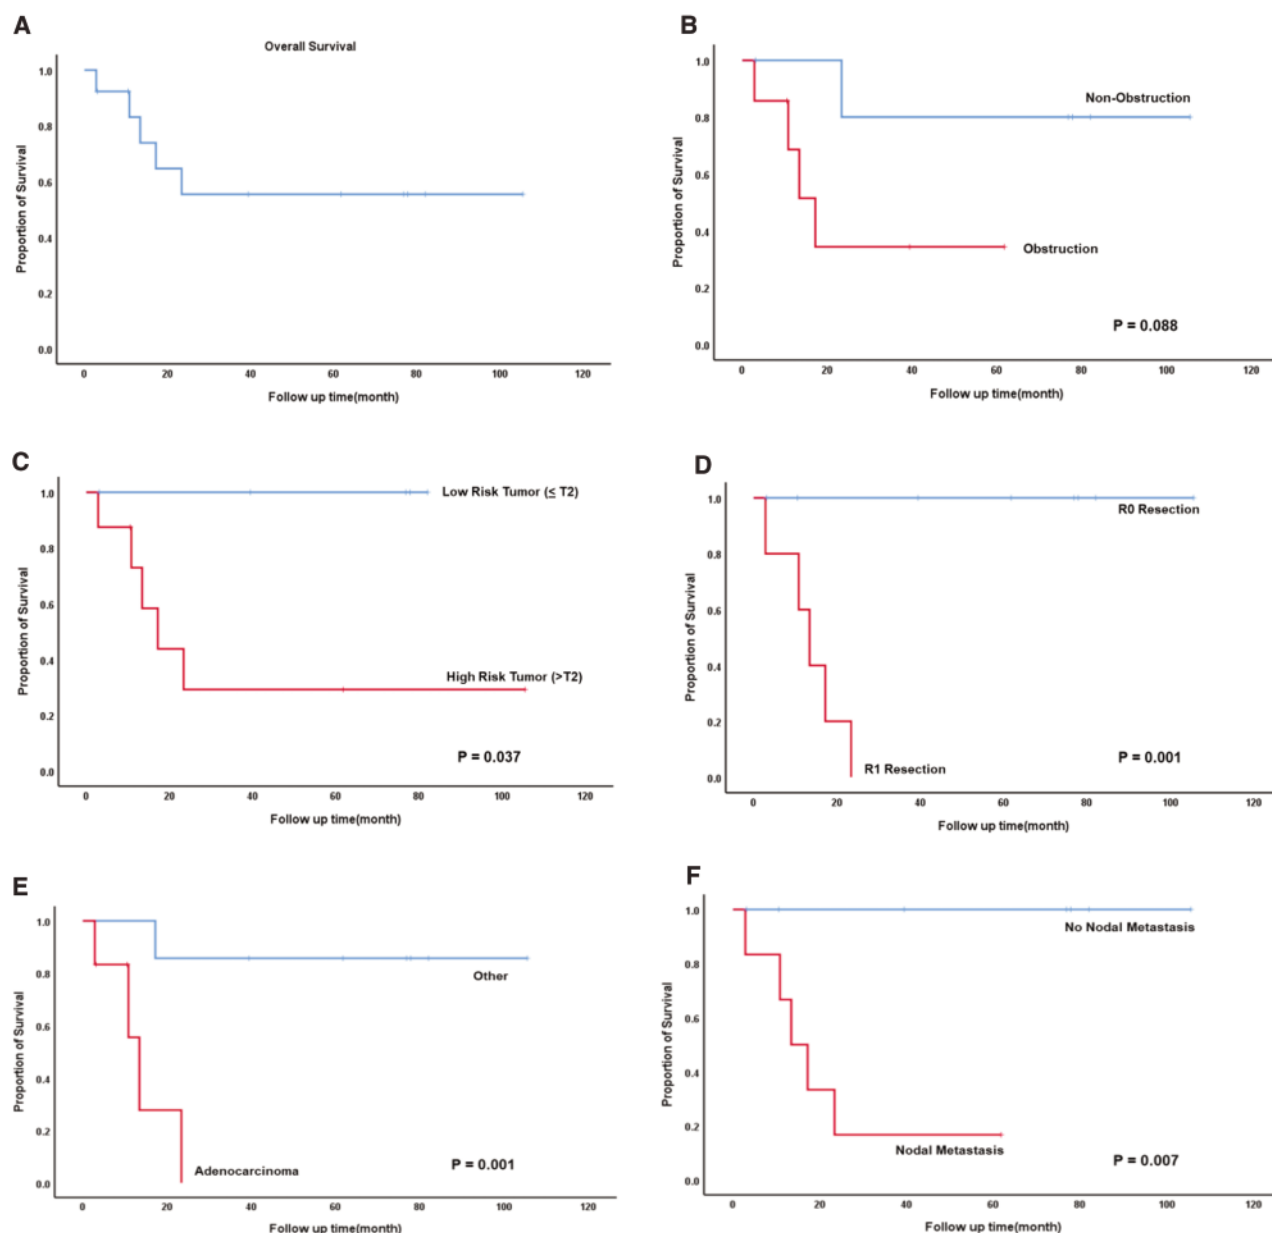 A
Overall Survival
Proportion of Survival
1.0
0.8
0.6
0.4
0.2
0.0
0 20 40 60 80 100 120
Follow up time(month)
B
Proportion of Survival
1.0
0.8
0.6
0.4
0.2
0.0
Non-Obstruction
Obstruction
P = 0.088
0 20 40 60 80 100 120
Follow up time(month)
C
Proportion of Survival
1.0
0.8
0.6
0.4
0.2
0.0
Low Risk Tumor (≤ T2)
High Risk Tumor (>T2)
P = 0.037
0 20 40 60 80 100 120
Follow up time(month)
D
Proportion of Survival
1.0
0.8
0.6
0.4
0.2
0.0
R0 Resection
R1 Resection
P = 0.001
0 20 40 60 80 100 120
Follow up time(month)
E
Proportion of Survival
1.0
0.8
0.6
0.4
0.2
0.0
Other
Adenocarcinoma
P = 0.001
0 20 40 60 80 100 120
Follow up time(month)
F
Proportion of Survival
1.0
0.8
0.6
0.4
0.2
0.0
No Nodal Metastasis
Nodal Metastasis
P = 0.007
0 20 40 60 80 100 120
Follow up time(month)